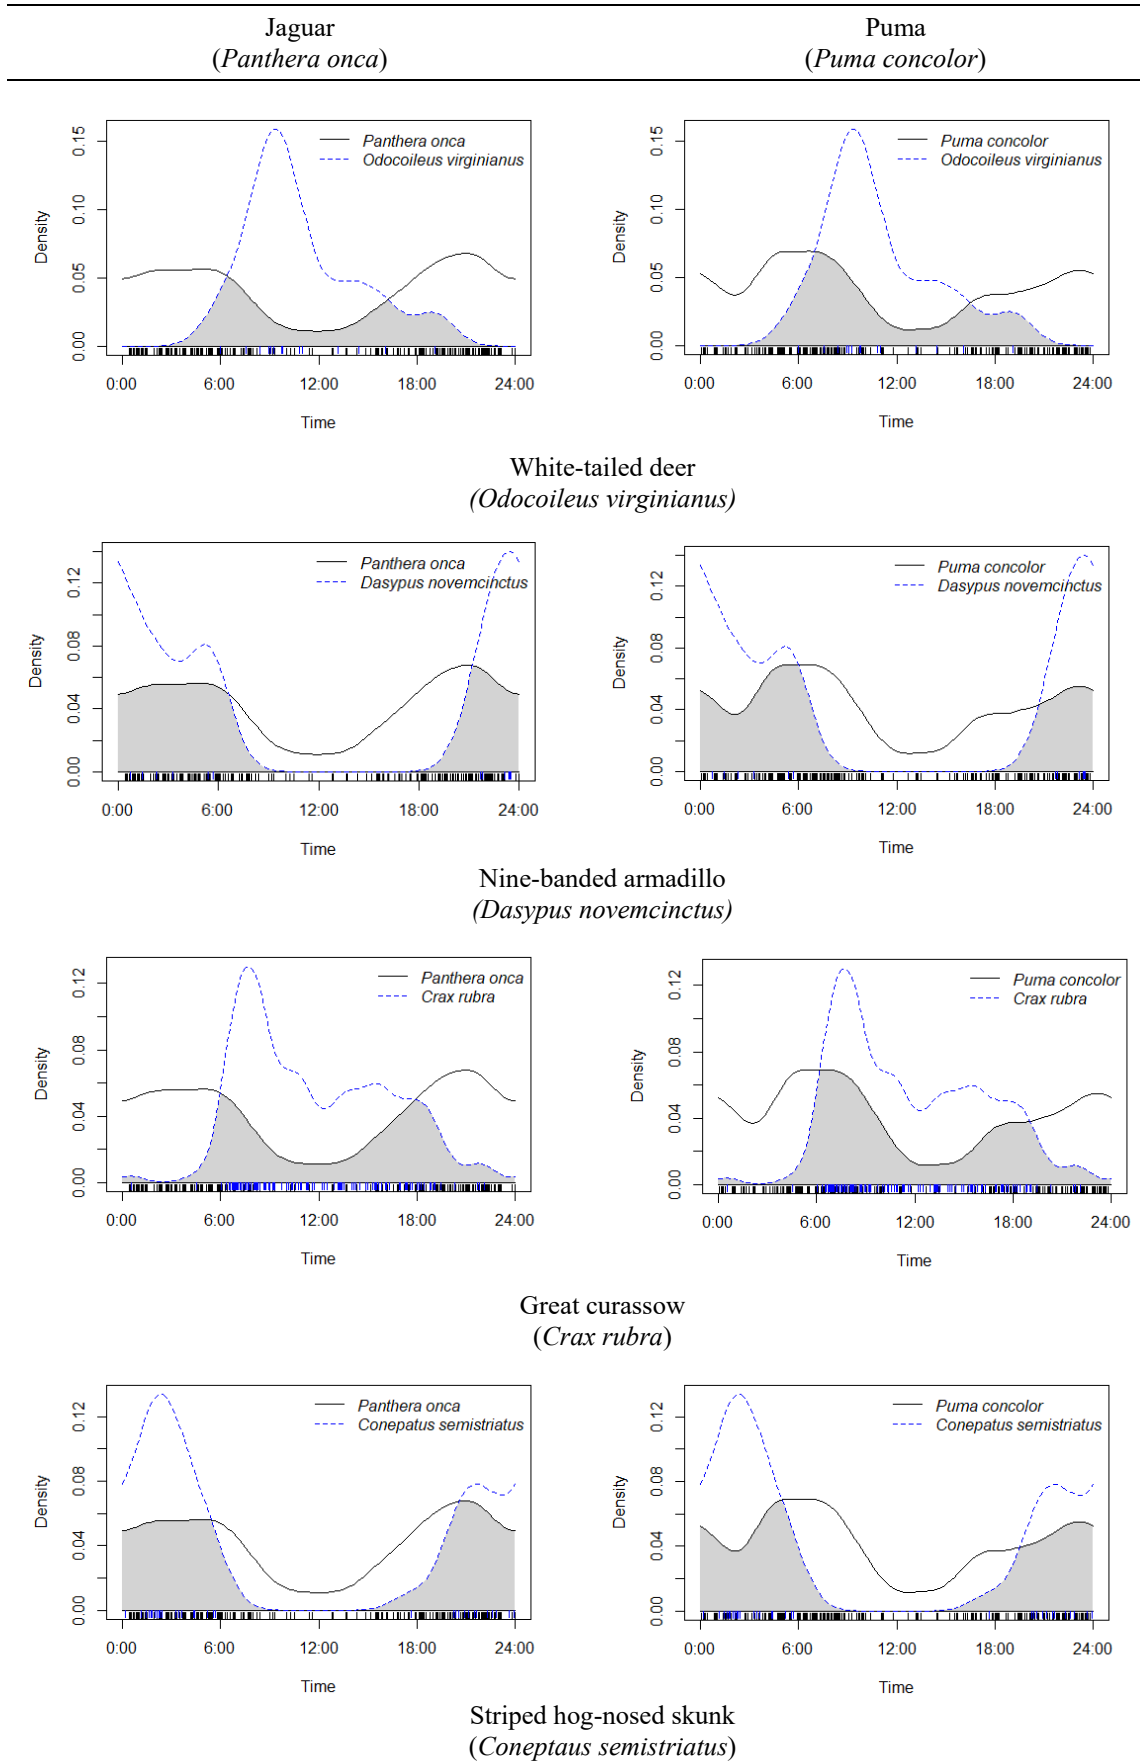 Jaguar
(Panthera onca)
Puma
(Puma concolor)
Panthera onca
Odocoileus virginianus
Density
0.00 0.05 0.10 0.15
0:00 6:00 12:00 18:00 24:00
Time
Puma concolor
Odocoileus virginianus
Density
0.00 0.05 0.10 0.15
0:00 6:00 12:00 18:00 24:00
Time
White-tailed deer
(Odocoileus virginianus)
Panthera onca
Dasypus novemcinctus
Density
0.00 0.04 0.08 0.12
0:00 6:00 12:00 18:00 24:00
Time
Puma concolor
Dasypus novemcinctus
Density
0.00 0.04 0.08 0.12
0:00 6:00 12:00 18:00 24:00
Time
Nine-banded armadillo
(Dasypus novemcinctus)
Panthera onca
Crax rubra
Density
0.00 0.04 0.08 0.12
0:00 6:00 12:00 18:00 24:00
Time
Puma concolor
Crax rubra
Density
0.00 0.04 0.08 0.12
0:00 6:00 12:00 18:00 24:00
Time
Great curassow
(Crax rubra)
Panthera onca
Conepatus semistriatus
Density
0.00 0.04 0.08 0.12
0:00 6:00 12:00 18:00 24:00
Time
Puma concolor
Conepatus semistriatus
Density
0.00 0.04 0.08 0.12
0:00 6:00 12:00 18:00 24:00
Time
Striped hog-nosed skunk
(Coneptaus semistriatus)